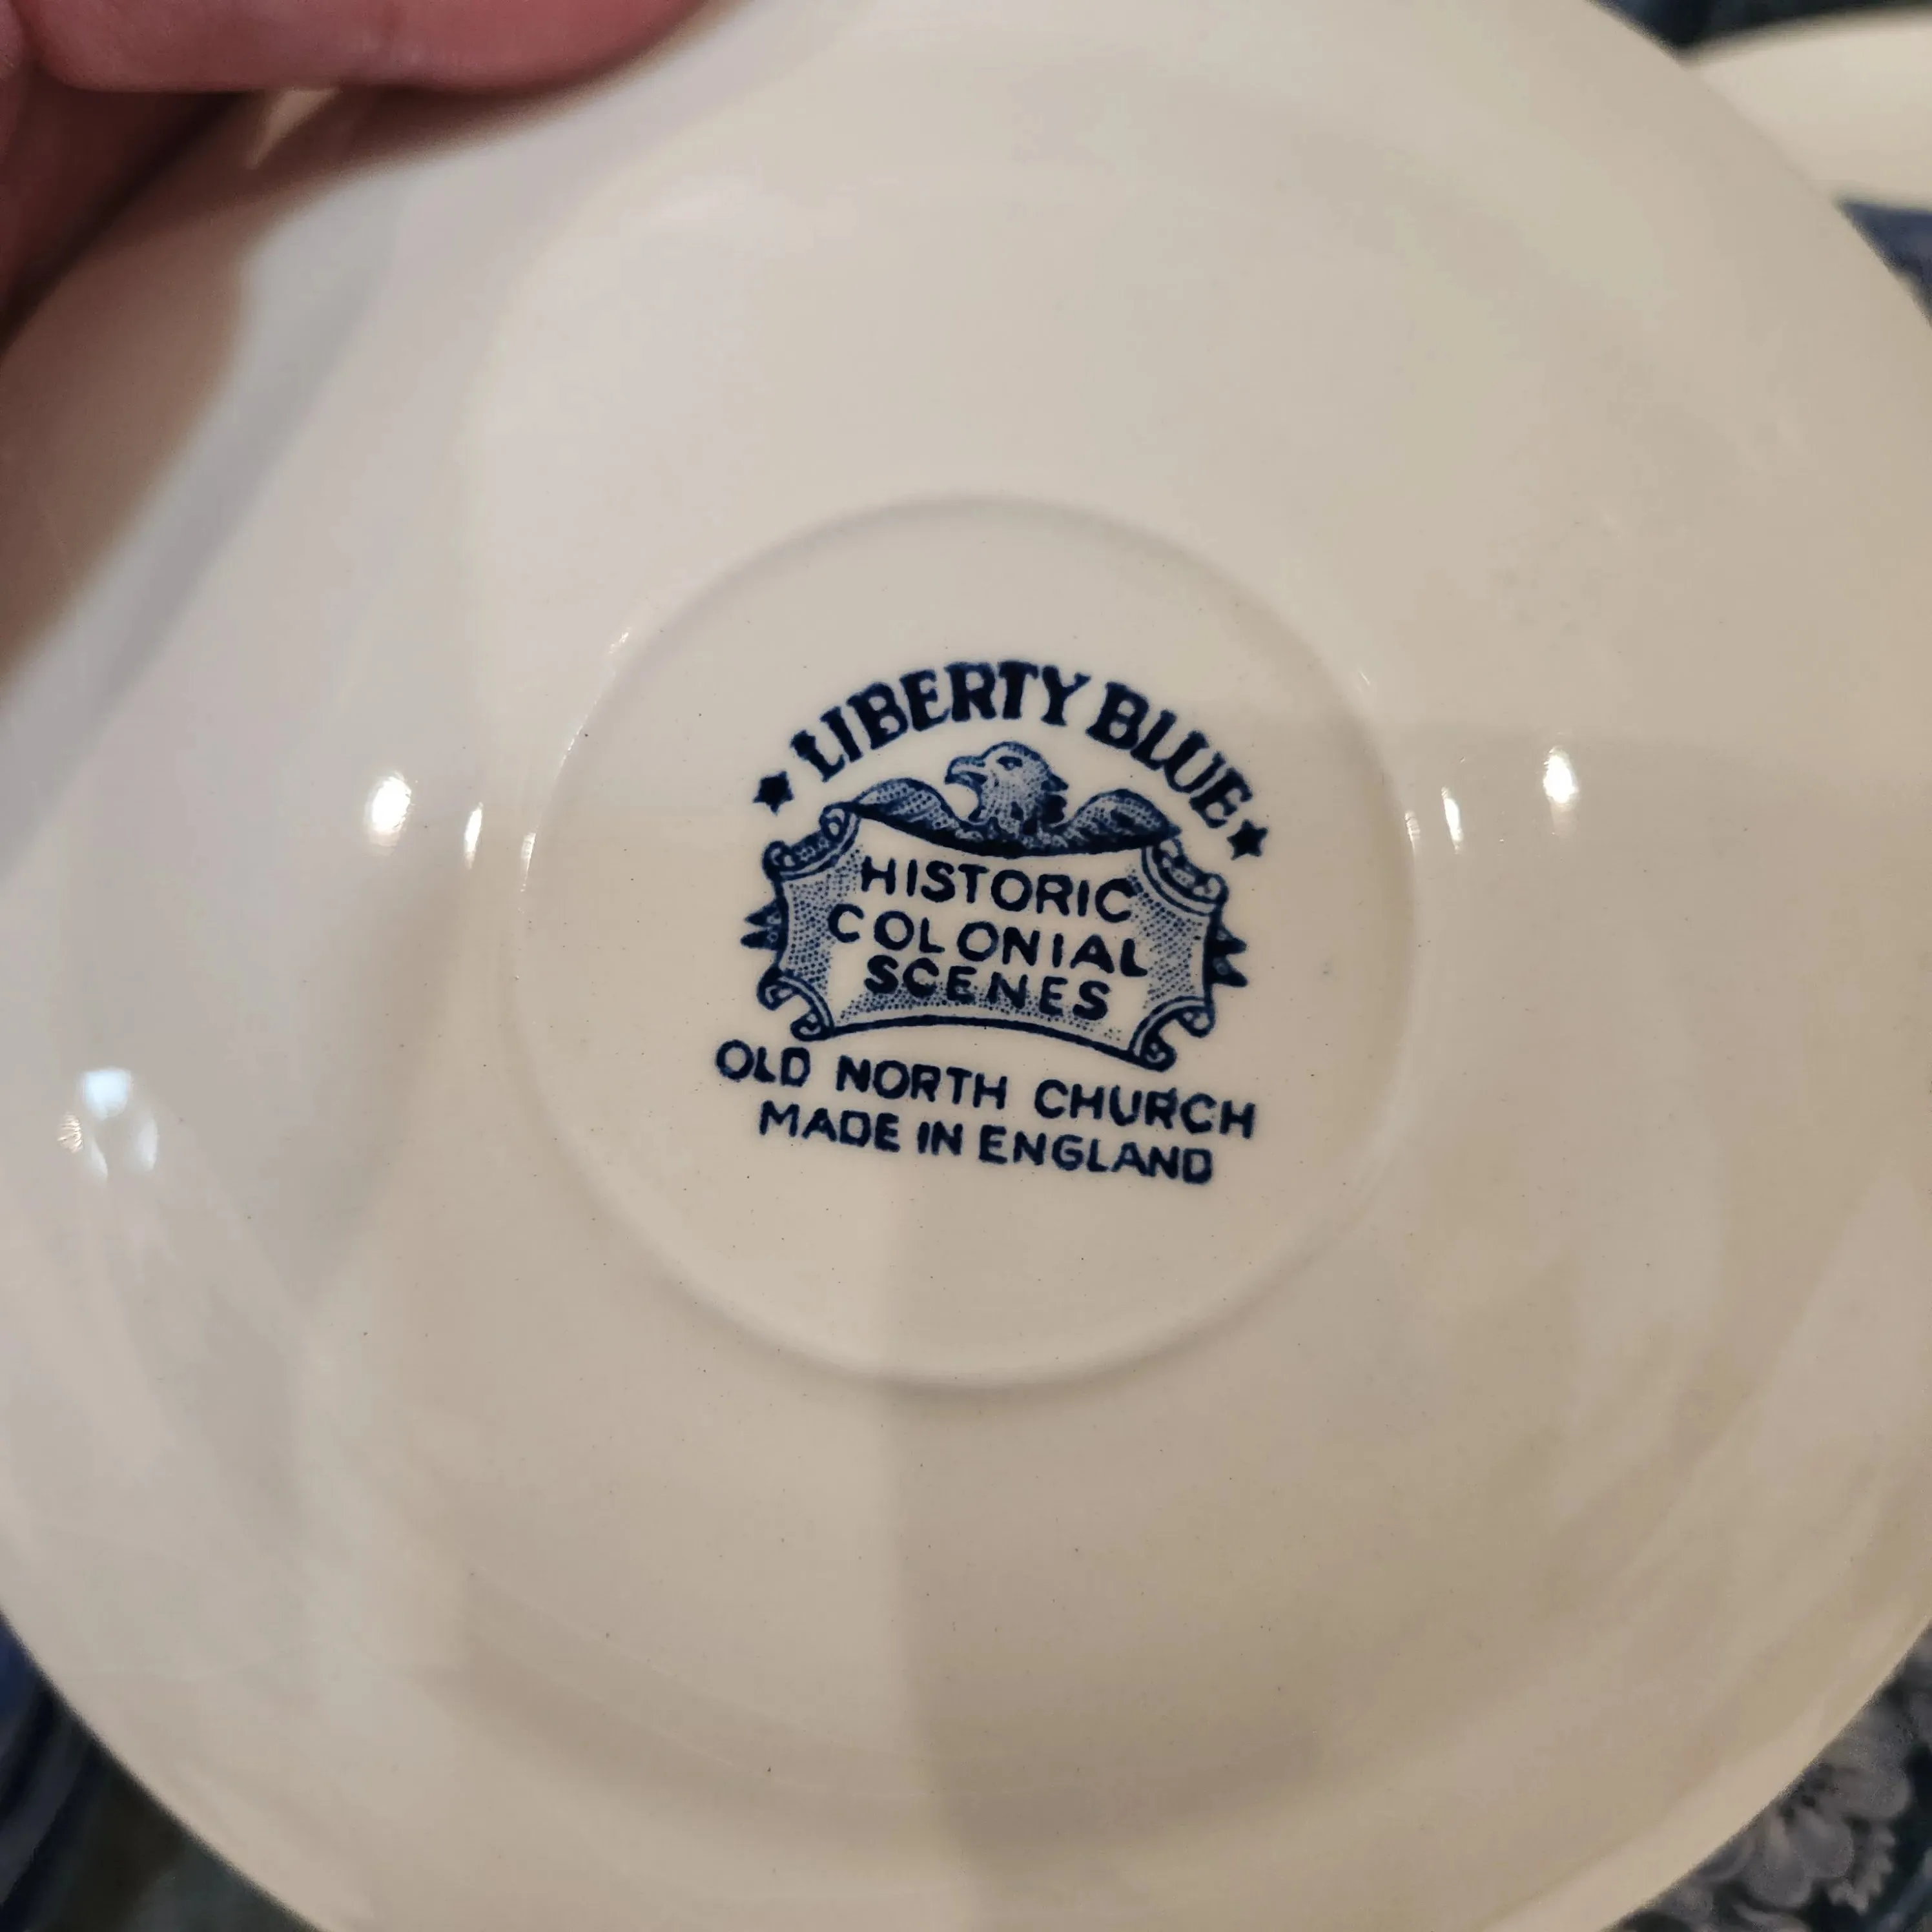 LIBERTY BLUE
HISTORIC
COLONIAL
SCENES
OLD NORTH CHURCH
MADE IN ENGLAND